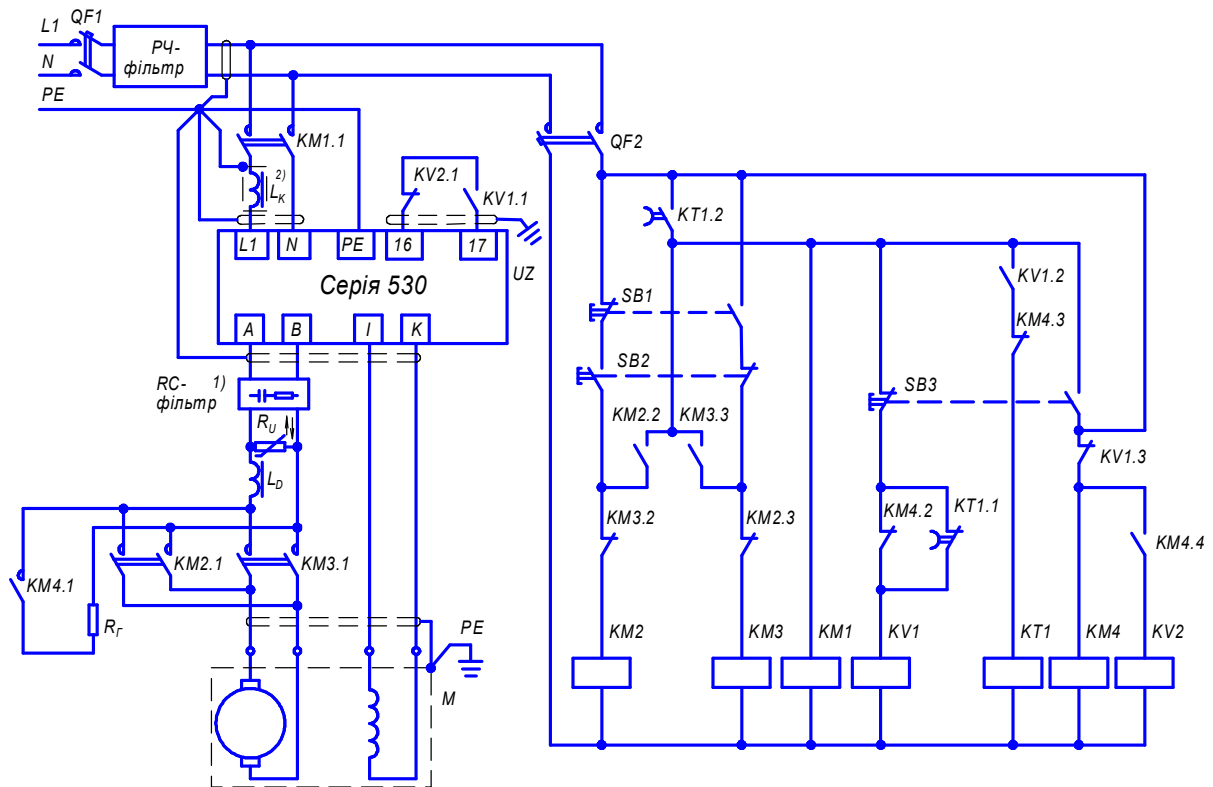 L1
QF1
РЧ-
фільтр
N
PE
KM1.1
QF2
2)
L_K
KV2.1
KV1.1
KT1.2
L1
N
PE
16
17
UZ
Серія 530
KV1.2
SB1
KM4.3
A
B
I
K
SB2
RC-
фільтр
1)
SB3
R_U
KM2.2
KM3.3
KV1.3
L_D
KM3.2
KM2.3
KM4.2
KT1.1
KM4.4
KM4.1
KM2.1
KM3.1
R_Г
PE
M
KM2
KM3
KM1
KV1
KT1
KM4
KV2